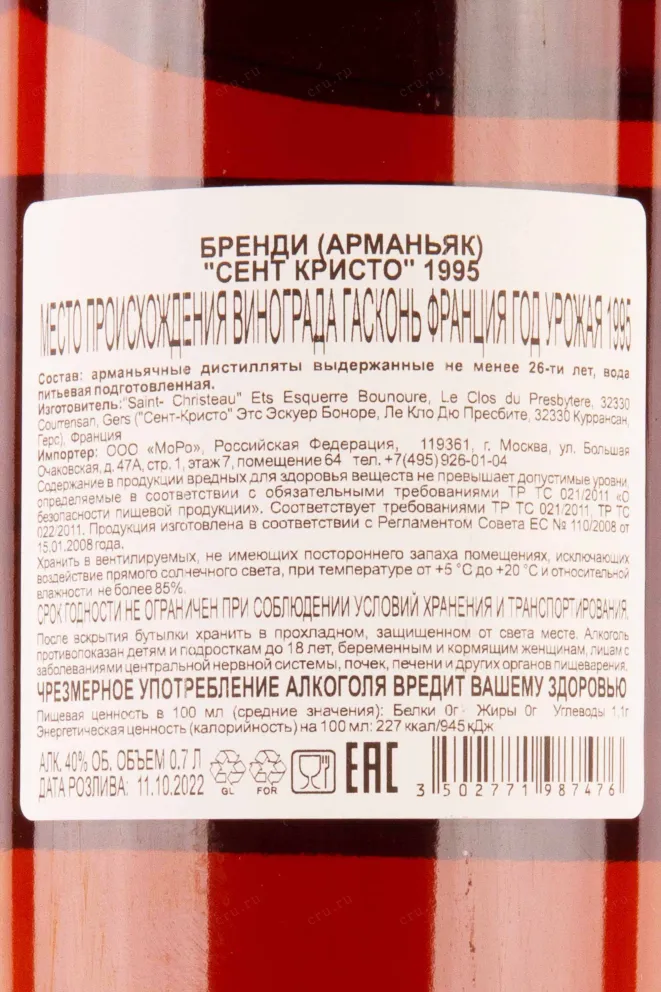 БРЕНДИ (АРМАНЬЯК)
"СЕНТ КРИСТО" 1995
МЕСТО ПРОИСХОЖДЕНИЯ ВИНОГРАДА ГАСКОНЬ ФРАНЦИЯ ГОД УРОЖАЯ 1995
Состав: арманьячные дистилляты выдержанные не менее 26-ти лет, вода
питьевая подготовленная.
Изготовитель:"Saint- Christeau" Ets Esquerre Bounoure, Le Clos du Presbytere, 32330
Courrensan, Gers ("Сент-Кристо" Этс Эскуер Боноре, Ле Кло Дю Пресбите, 32330 Куррансан,
Герс), Франция
Импортер: ООО «МоРо», Российская Федерация, 119361, г. Москва, ул. Большая
Очаковская, д. 47А, стр. 1, этаж 7, помещение 64 тел. +7(495) 926-01-04
Содержание в продукции вредных для здоровья веществ не превышает допустимые уровни,
определяемые в соответствии с обязательными требованиями ТР ТС 021/2011 «О
безопасности пищевой продукции». Соответствует требованиями ТР ТС 021/2011, ТР ТС
022/2011. Продукция изготовлена в соответствии с Регламентом Совета ЕС № 110/2008 от
15.01.2008 года.
Хранить в вентилируемых, не имеющих постороннего запаха помещениях, исключающих
воздействие прямого солнечного света, при температуре от +5 °С до +20 °С и относительной
влажности не более 85%.
СРОК ГОДНОСТИ НЕ ОГРАНИЧЕН ПРИ СОБЛЮДЕНИИ УСЛОВИЙ ХРАНЕНИЯ И ТРАНСПОРТИРОВАНИЯ.
После вскрытия бутылки хранить в прохладном, защищенном от света месте. Алкоголь
противопоказан детям и подросткам до 18 лет, беременным и кормящим женщинам, лицам с
заболеваниями центральной нервной системы, почек, печени и других органов пищеварения.
ЧРЕЗМЕРНОЕ УПОТРЕБЛЕНИЕ АЛКОГОЛЯ ВРЕДИТ ВАШЕМУ ЗДОРОВЬЮ
Пищевая ценность в 100 мл (средние значения): Белки 0г Жиры 0г Углеводы 1,1г
Энергетическая ценность (калорийность) на 100 мл: 227 ккал/945 кДж
АЛК. 40% ОБ. ОБЪЕМ 0.7 Л
ДАТА РОЗЛИВА: 11.10.2022
GL
FOR
EAC
3 502771 987476
cru.ru